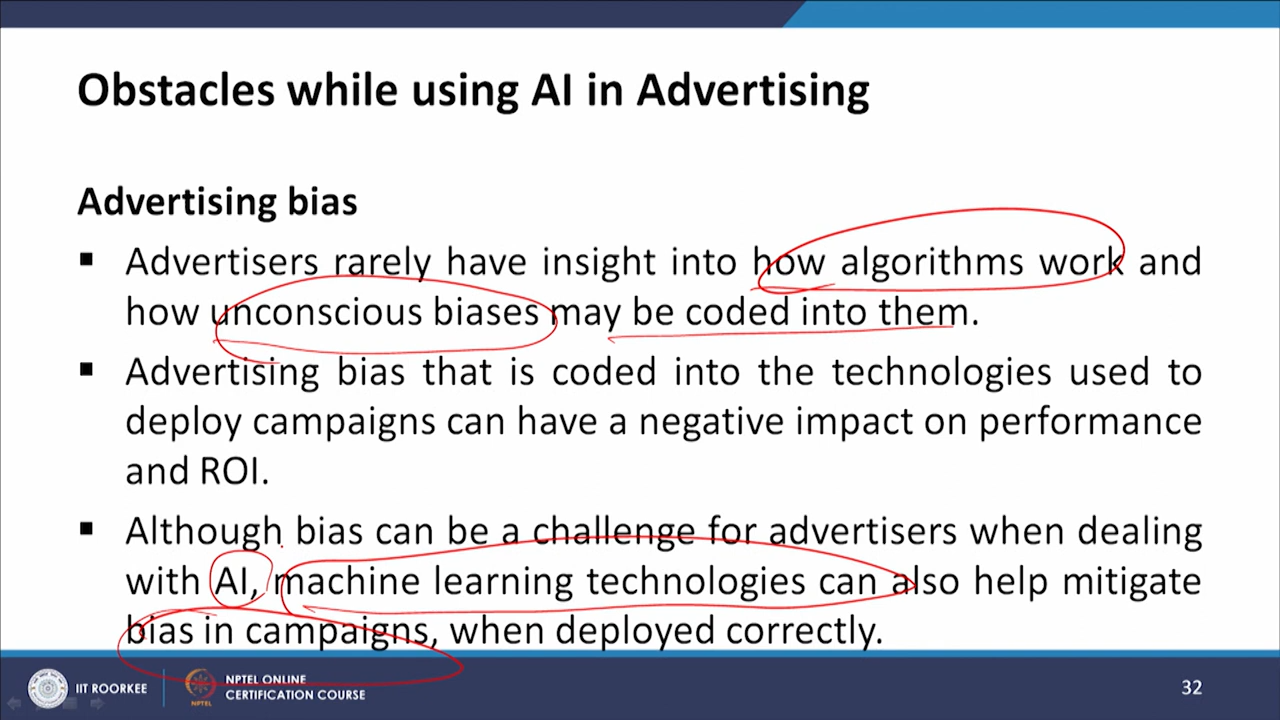 Obstacles while using AI in Advertising
Advertising bias
▪ Advertisers rarely have insight into how algorithms work and
how unconscious biases may be coded into them.
▪ Advertising bias that is coded into the technologies used to
deploy campaigns can have a negative impact on performance
and ROI.
▪ Although bias can be a challenge for advertisers when dealing
with AI, machine learning technologies can also help mitigate
bias in campaigns, when deployed correctly.
IIT ROORKEE
NPTEL
NPTEL ONLINE
CERTIFICATION COURSE
32